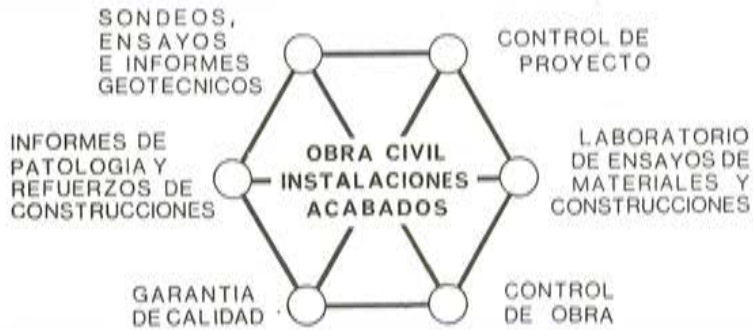 SONDEOS,
ENSAYOS
E INFORMES
GEOTECNICOS
CONTROL DE
PROYECTO
INFORMES DE
PATOLOGIA Y
REFUERZOS DE
CONSTRUCCIONES
OBRA CIVIL
INSTALACIONES
ACABADOS
LABORATORIO
DE ENSAYOS DE
MATERIALES Y
CONSTRUCCIONES
GARANTIA
DE CALIDAD
CONTROL
DE OBRA